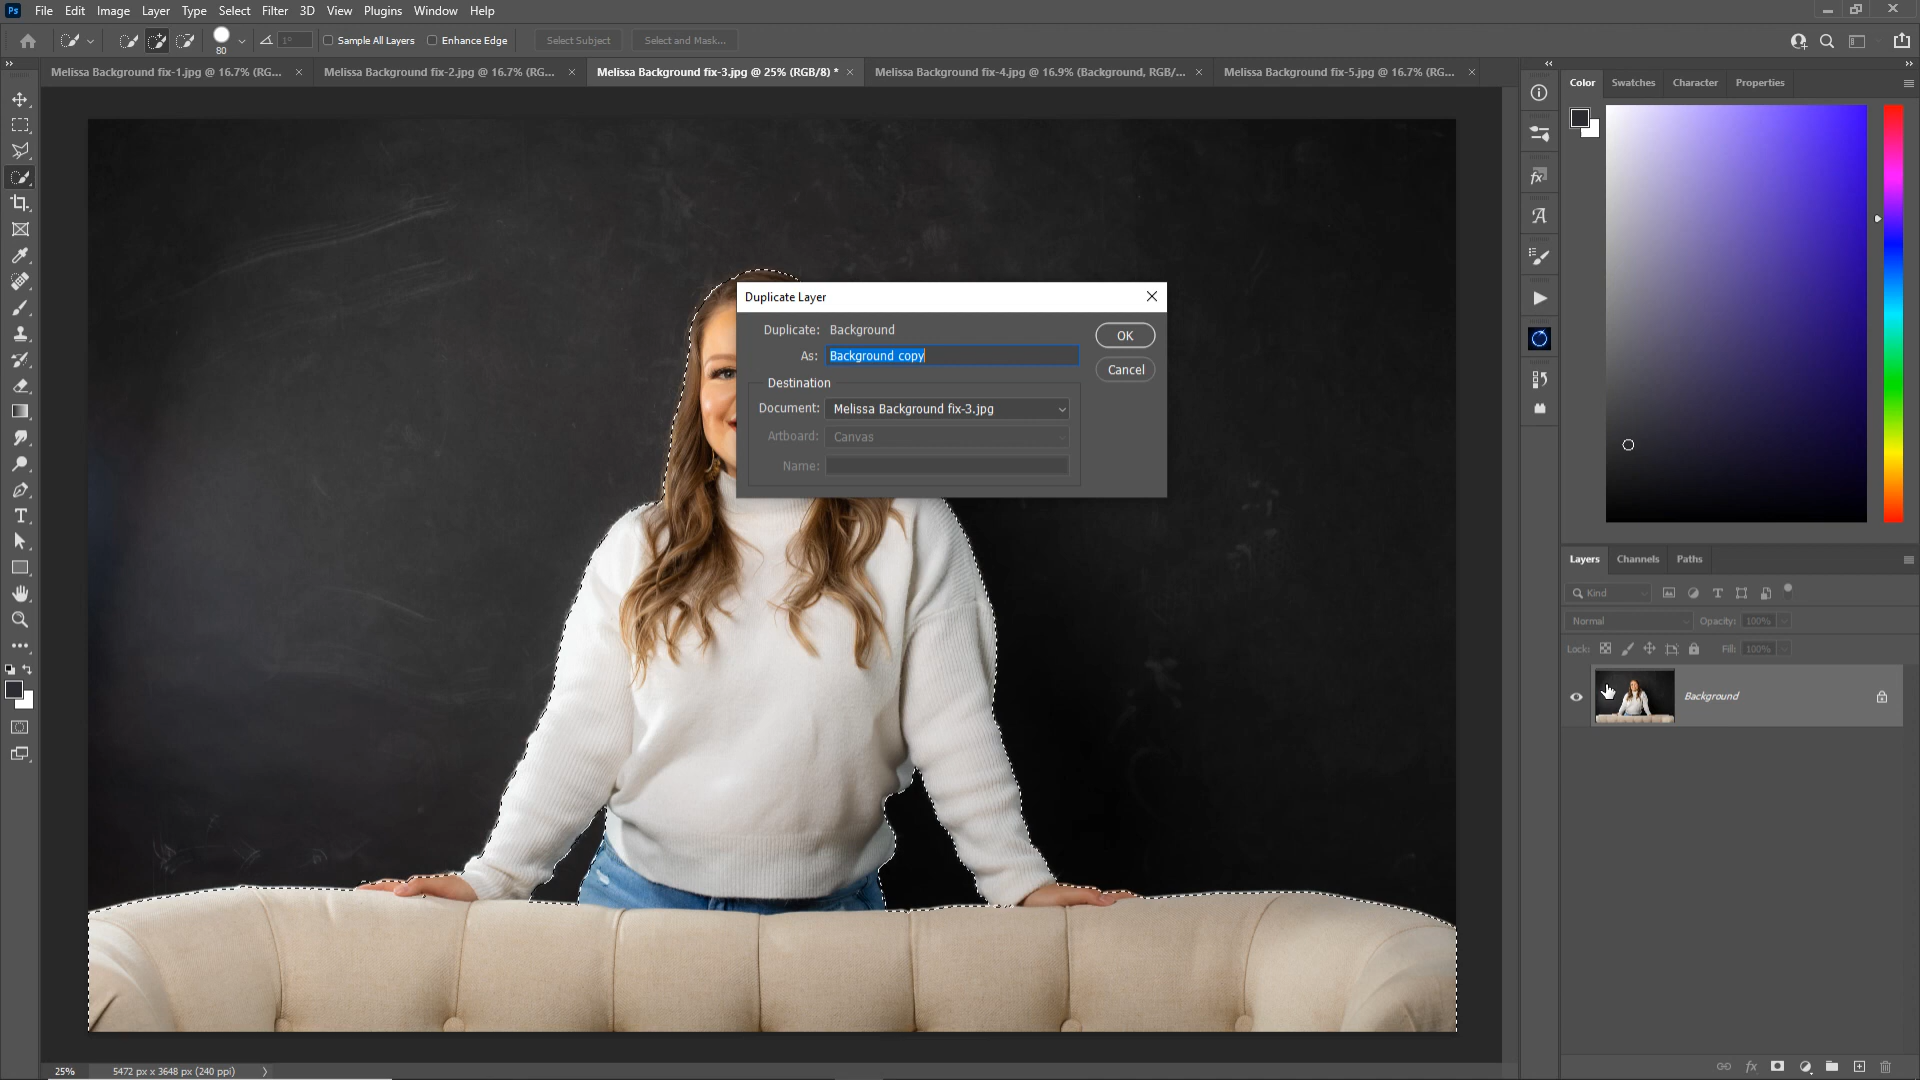 Ps File Edit Image Layer Type Select Filter 3D View Plugins Window Help
80 1° Sample All Layers Enhance Edge Select Subject Select and Mask...
Melissa Background fix-1.jpg @ 16.7% (RG... × Melissa Background fix-2.jpg @ 16.7% (RG... × Melissa Background fix-3.jpg @ 25% (RGB/8) * × Melissa Background fix-4.jpg @ 16.9% (Background, RGB/... × Melissa Background fix-5.jpg @ 16.7% (RG... ×
Color Swatches Character Properties
Duplicate Layer
Duplicate: Background
OK
As: Background copy
Cancel
Destination
Document: Melissa Background fix-3.jpg
Artboard: Canvas
Name:
Layers Channels Paths
Kind
Normal Opacity: 100%
Lock: Fill: 100%
Background
25% 5472 px x 3648 px (240 ppi)